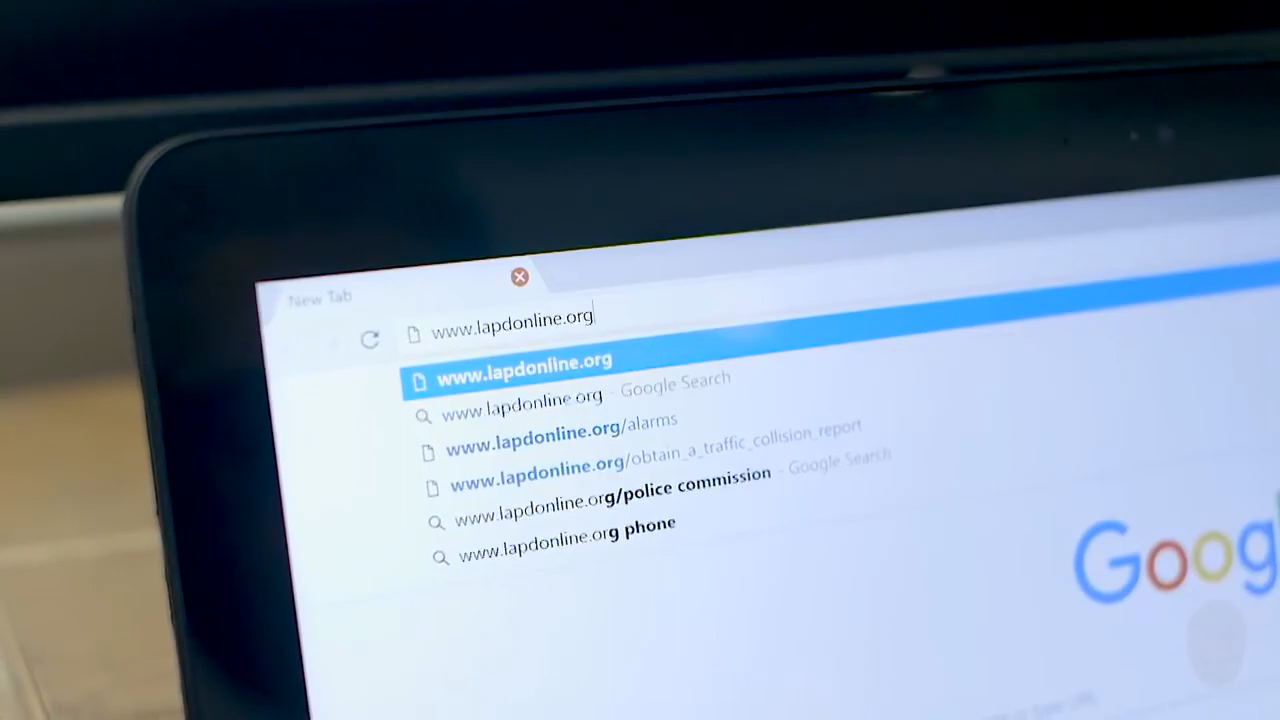 New Tab
www.lapdonline.org
www.lapdonline.org
www.lapdonline.org - Google Search
www.lapdonline.org/alarms
www.lapdonline.org/obtain_a_traffic_collision_report
www.lapdonline.org/police commission - Google Search
www.lapdonline.org phone
Goog